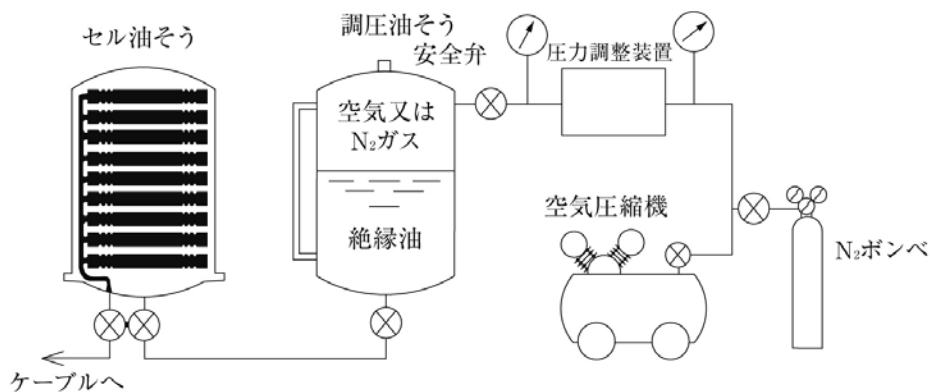 セル油そう
調圧油そう
安全弁
圧力調整装置
空気又は
N₂ガス
絶縁油
空気圧縮機
N₂ボンベ
ケーブルへ